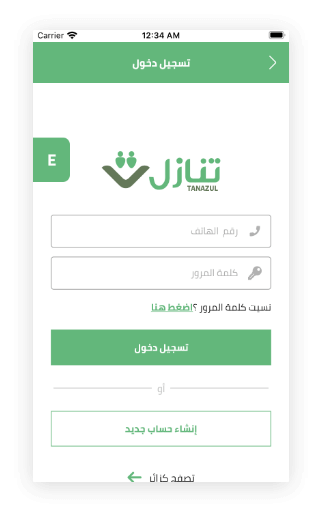 Carrier 12:34 AM
تسجيل دخول
E
تنازل
TANAZUL
رقم الهاتف
كلمة المرور
نسيت كلمة المرور ؟اضغط هنا
تسجيل دخول
أو
إنشاء حساب جديد
تصفح كزائر